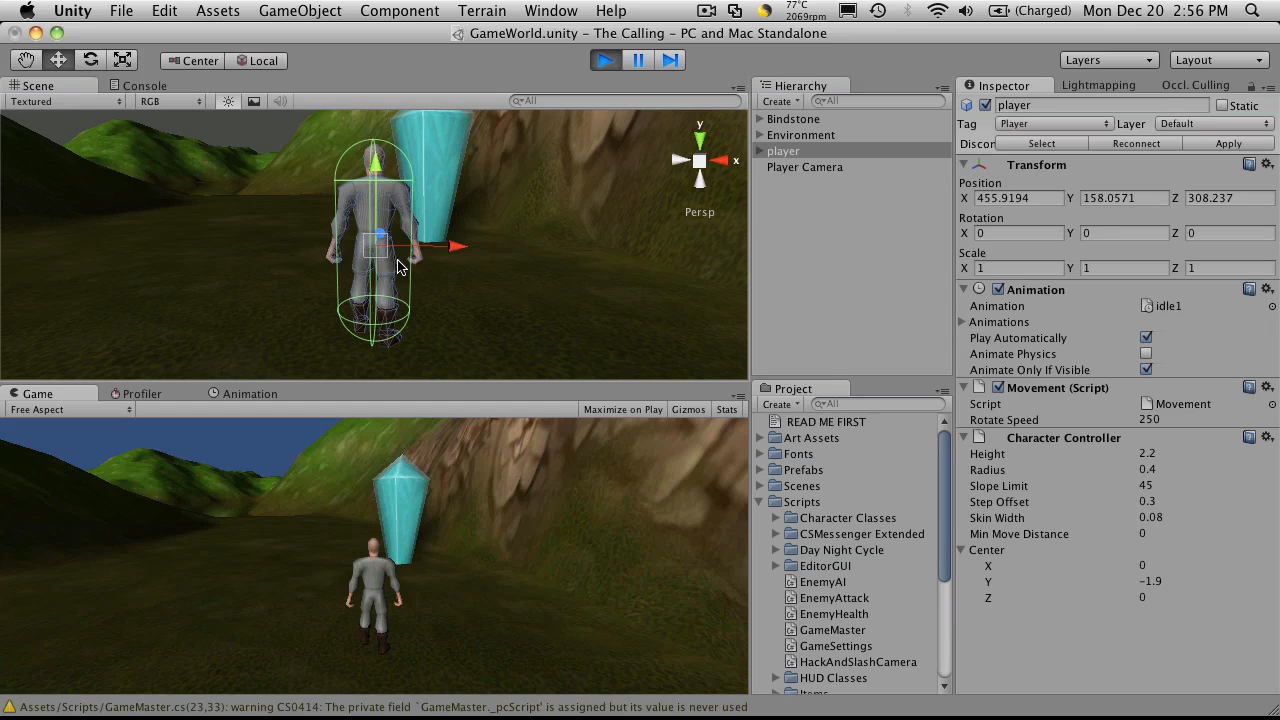 Unity File Edit Assets GameObject Component Terrain Window Help 77°C 2069rpm (Charged) Mon Dec 20 2:56 PM
GameWorld.unity – The Calling – PC and Mac Standalone
Center Local Layers Layout
Scene Console
Textured RGB All
y
x
Persp
Game Profiler Animation
Free Aspect Maximize on Play Gizmos Stats
Hierarchy
Create All
Bindstone
Environment
player
Player Camera
Project
Create All
READ ME FIRST
Art Assets
Fonts
Prefabs
Scenes
Scripts
Character Classes
CSMessenger Extended
Day Night Cycle
EditorGUI
EnemyAI
EnemyAttack
EnemyHealth
GameMaster
GameSettings
HackAndSlashCamera
HUD Classes
Items
Inspector Lightmapping Occl. Culling
player Static
Tag Player Layer Default
Discor Select Reconnect Apply
Transform
Position
X 455.9194 Y 158.0571 Z 308.237
Rotation
X 0 Y 0 Z 0
Scale
X 1 Y 1 Z 1
Animation
Animation idle1
Animations
Play Automatically
Animate Physics
Animate Only If Visible
Movement (Script)
Script Movement
Rotate Speed 250
Character Controller
Height 2.2
Radius 0.4
Slope Limit 45
Step Offset 0.3
Skin Width 0.08
Min Move Distance 0
Center
X 0
Y −1.9
Z 0
Assets/Scripts/GameMaster.cs(23,33): warning CS0414: The private field `GameMaster._pcScript' is assigned but its value is never used